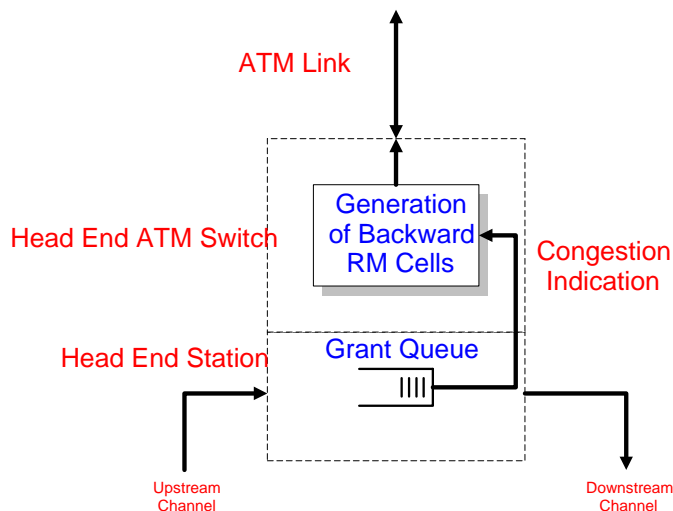 ATM Link
Generation
of Backward
RM Cells
Head End ATM Switch
Congestion
Indication
Head End Station
Grant Queue
Upstream
Channel
Downstream
Channel